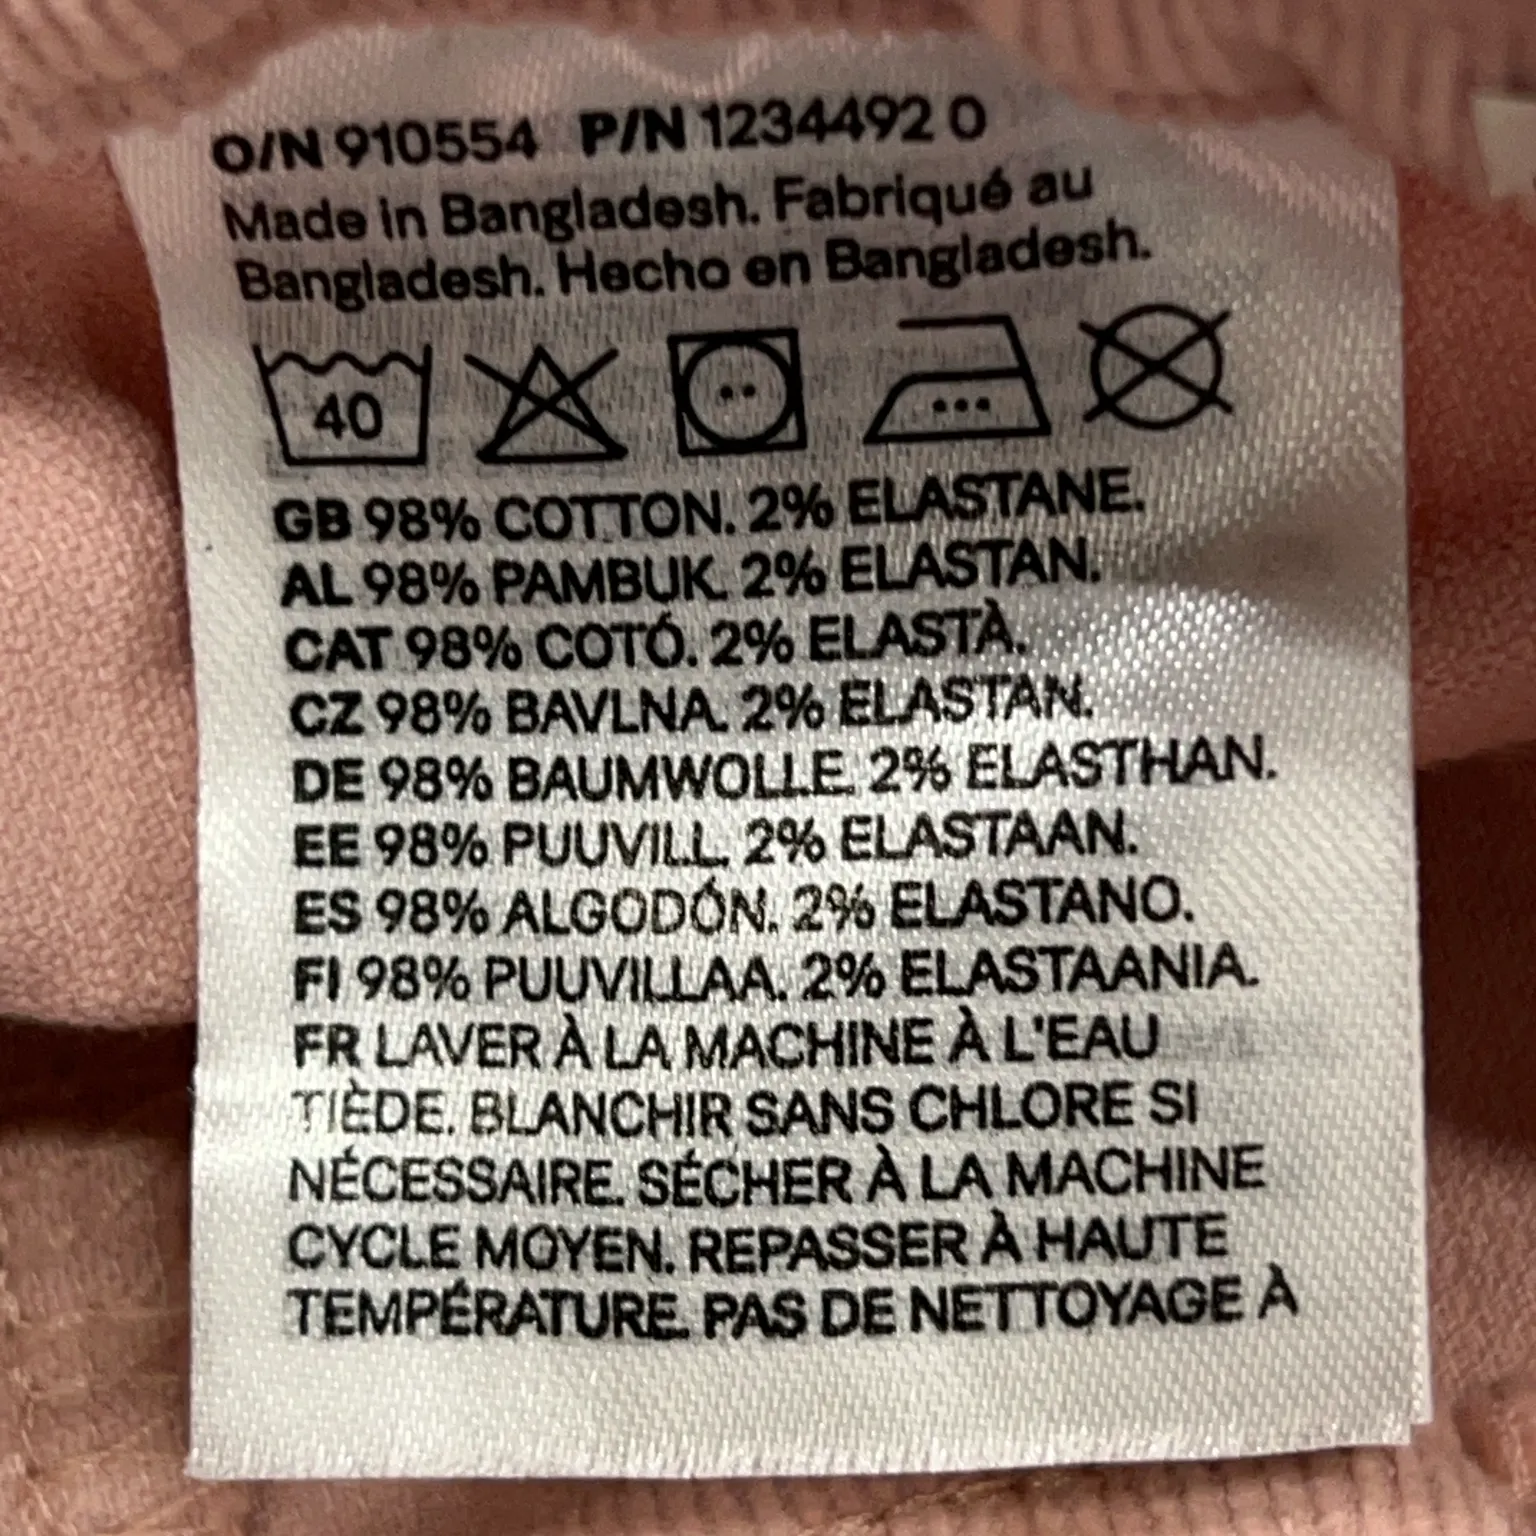 O/N 910554 P/N 1234492 0
Made in Bangladesh. Fabriqué au
Bangladesh. Hecho en Bangladesh.
40
GB 98% COTTON. 2% ELASTANE.
AL 98% PAMBUK. 2% ELASTAN.
CAT 98% COTÓ. 2% ELASTÀ.
CZ 98% BAVLNA. 2% ELASTAN.
DE 98% BAUMWOLLE. 2% ELASTHAN.
EE 98% PUUVILL. 2% ELASTAAN.
ES 98% ALGODÓN. 2% ELASTANO.
FI 98% PUUVILLAA. 2% ELASTAANIA.
FR LAVER À LA MACHINE À L'EAU
TIÈDE. BLANCHIR SANS CHLORE SI
NÉCESSAIRE. SÉCHER À LA MACHINE
CYCLE MOYEN. REPASSER À HAUTE
TEMPÉRATURE. PAS DE NETTOYAGE À